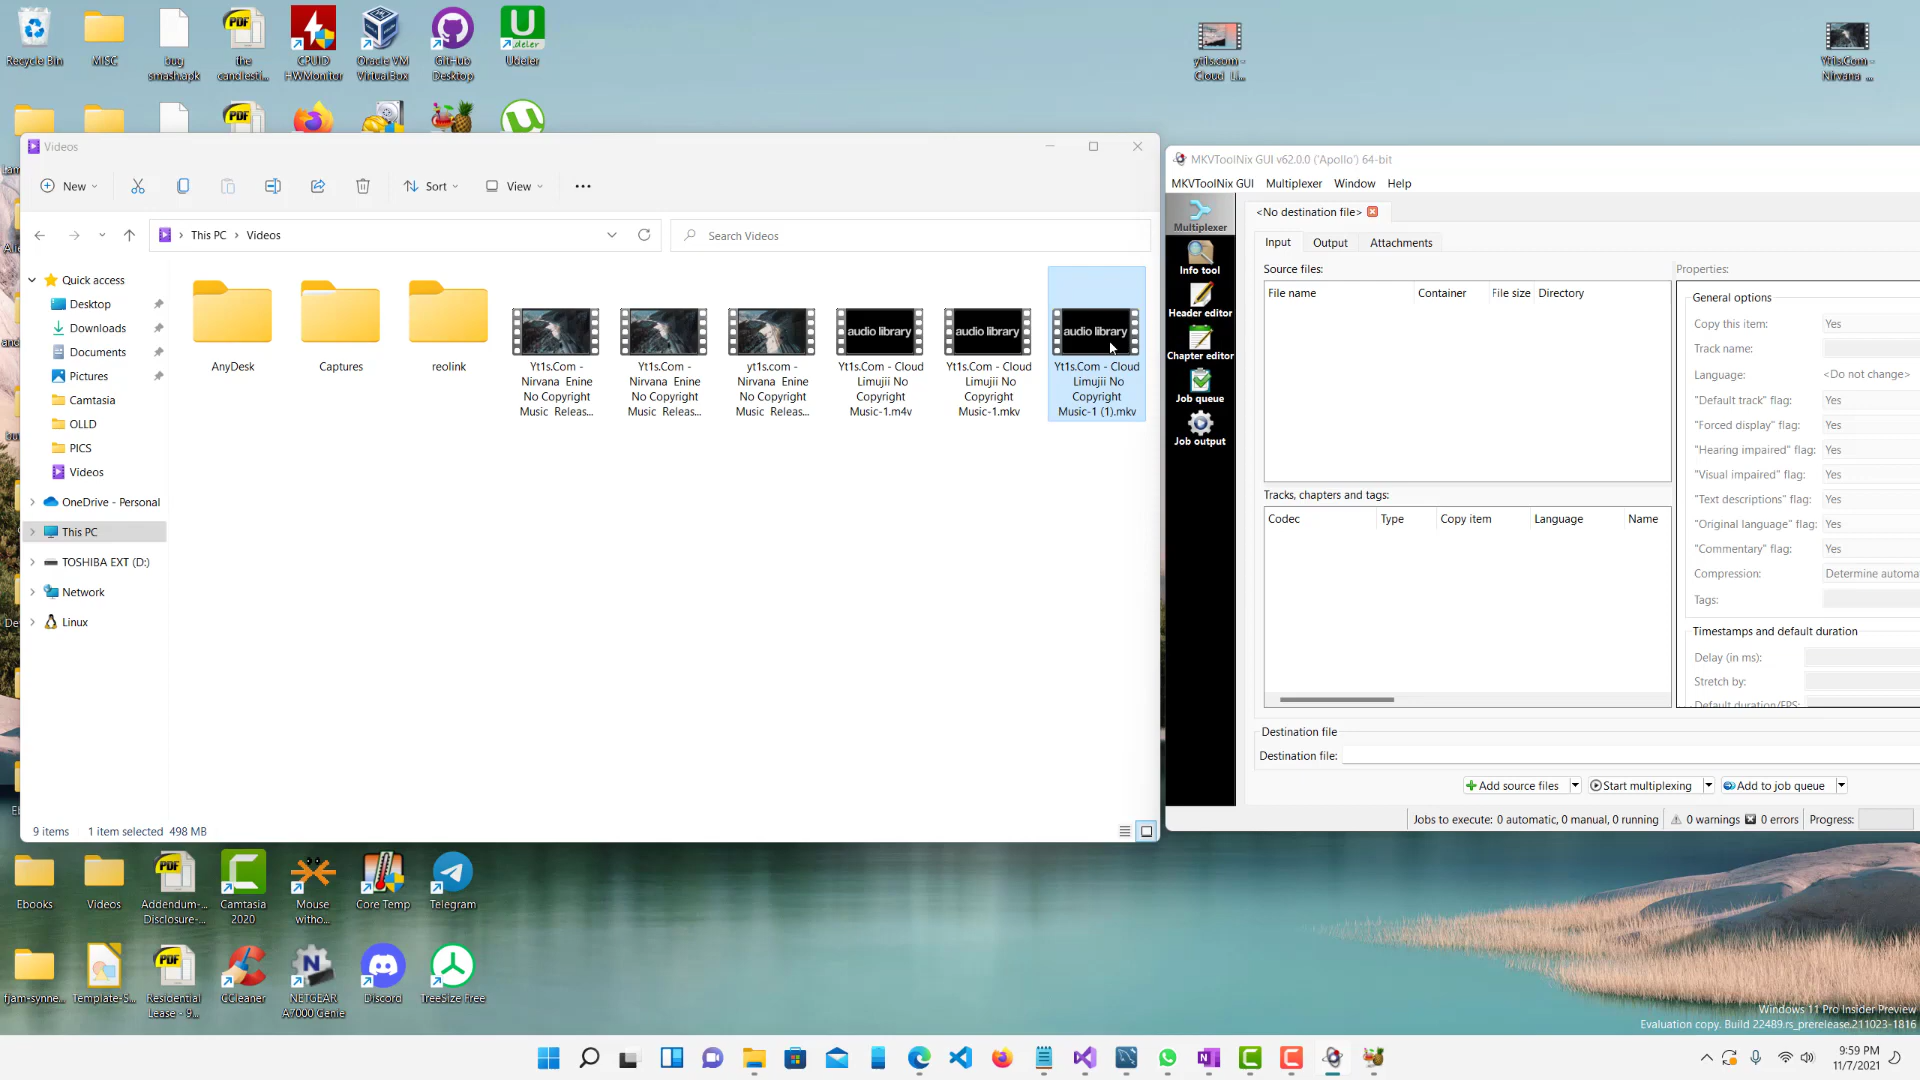 Recycle Bin
MISC
bug
smash.apk
the
candlesti...
CPUID
HWMonitor
Oracle VM
VirtualBox
GitHub
Desktop
Udeler
yt1s.com -
Cloud Li...
Yt1s.Com -
Nirvana ...
Videos
New
Sort
View
This PC
Videos
Search Videos
Quick access
Desktop
Downloads
Documents
Pictures
Camtasia
OLLD
PICS
Videos
OneDrive - Personal
This PC
TOSHIBA EXT (D:)
Network
Linux
AnyDesk
Captures
reolink
Yt1s.Com -
Nirvana Enine
No Copyright
Music Releas...
Yt1s.Com -
Nirvana Enine
No Copyright
Music Releas...
yt1s.com -
Nirvana Enine
No Copyright
Music Releas...
audio library
Yt1s.Com - Cloud
Limujii No
Copyright
Music-1.m4v
audio library
Yt1s.Com - Cloud
Limujii No
Copyright
Music-1.mkv
audio library
Yt1s.Com - Cloud
Limujii No
Copyright
Music-1 (1).mkv
9 items
1 item selected 498 MB
MKVToolNix GUI v62.0.0 ('Apollo') 64-bit
MKVToolNix GUI
Multiplexer
Window
Help
Multiplexer
Info tool
Header editor
Chapter editor
Job queue
Job output
<No destination file>
Input
Output
Attachments
Source files:
File name
Container
File size
Directory
Tracks, chapters and tags:
Codec
Type
Copy item
Language
Name
Properties:
General options
Copy this item:
Yes
Track name:
Language:
<Do not change>
"Default track" flag:
Yes
"Forced display" flag:
Yes
"Hearing impaired" flag:
Yes
"Visual impaired" flag:
Yes
"Text descriptions" flag:
Yes
"Original language" flag:
Yes
"Commentary" flag:
Yes
Compression:
Determine automa
Tags:
Timestamps and default duration
Delay (in ms):
Stretch by:
Default duration/FPS:
Destination file
Destination file:
Add source files
Start multiplexing
Add to job queue
Jobs to execute: 0 automatic, 0 manual, 0 running
0 warnings
0 errors
Progress:
Ebooks
Videos
Addendum-...
Disclosure-...
Camtasia
2020
Mouse
witho...
Core Temp
Telegram
fjam-synne...
Template-S...
Residential
Lease - 9...
CCleaner
NETGEAR
A7000 Genie
Discord
TreeSize Free
Windows 11 Pro Insider Preview
Evaluation copy. Build 22489.rs_prerelease.211023-1816
9:59 PM
11/7/2021